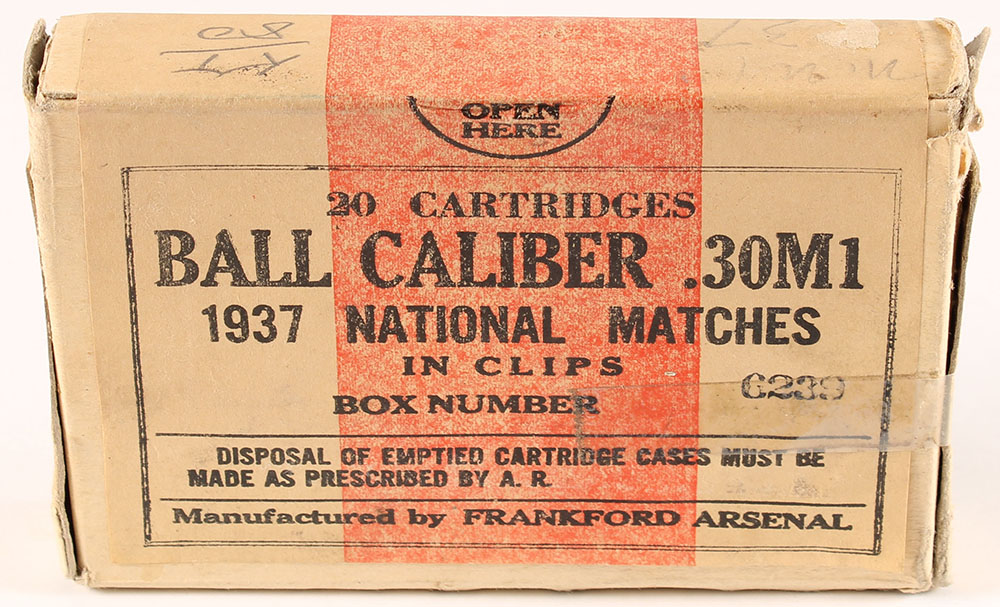 OPEN
HERE
20 CARTRIDGES
BALL CALIBER .30M1
1937 NATIONAL MATCHES
IN CLIPS
BOX NUMBER 6239
DISPOSAL OF EMPTIED CARTRIDGE CASES MUST BE
MADE AS PRESCRIBED BY A. R.
Manufactured by FRANKFORD ARSENAL